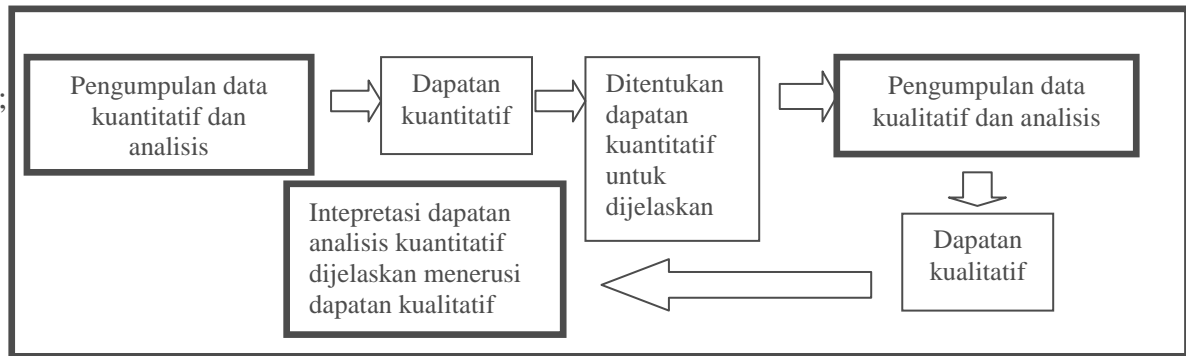 ;
Pengumpulan data
kuantitatif dan
analisis
Dapatan
kuantitatif
Ditentukan
dapatan
kuantitatif
untuk
dijelaskan
Pengumpulan data
kualitatif dan analisis
Dapatan
kualitatif
Intepretasi dapatan
analisis kuantitatif
dijelaskan menerusi
dapatan kualitatif